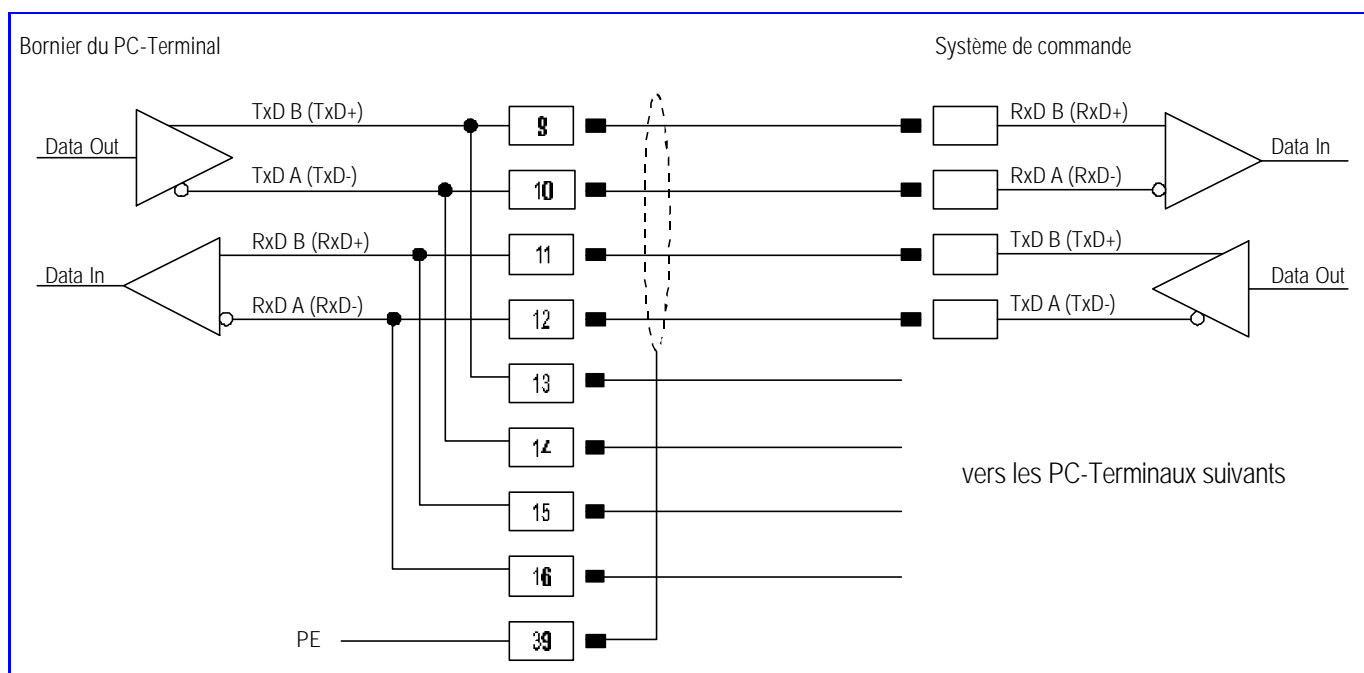 Bornier du PC-Terminal
Système de commande
TxD B (TxD+)
9
RxD B (RxD+)
Data Out
Data In
TxD A (TxD-)
10
RxD A (RxD-)
RxD B (RxD+)
11
TxD B (TxD+)
Data In
Data Out
RxD A (RxD-)
12
TxD A (TxD-)
13
14
vers les PC-Terminaux suivants
15
16
PE
39